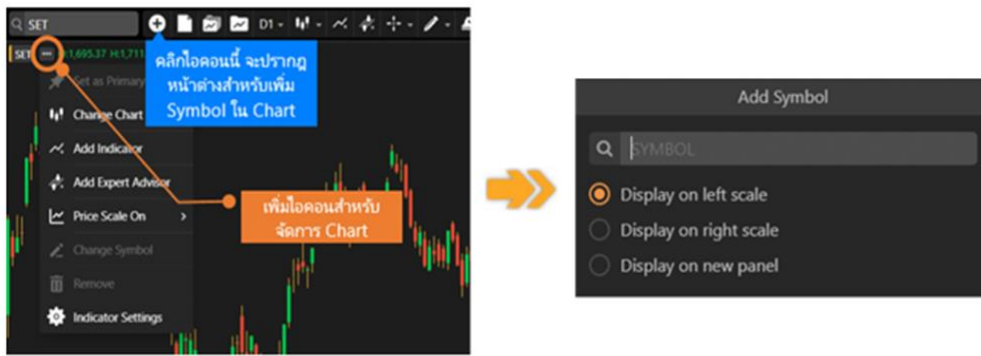 SET
D1
SET
H:1,695.37 H:1,711
คลิกไอคอนนี้ จะปรากฎ
หน้าต่างสำหรับเพิ่ม
Symbol ใน Chart
Set as Primary
Change Chart
Add Indicator
Add Expert Advisor
Price Scale On
Change Symbol
Remove
Indicator Settings
เพิ่มไอคอนสำหรับ
จัดการ Chart
Add Symbol
SYMBOL
Display on left scale
Display on right scale
Display on new panel